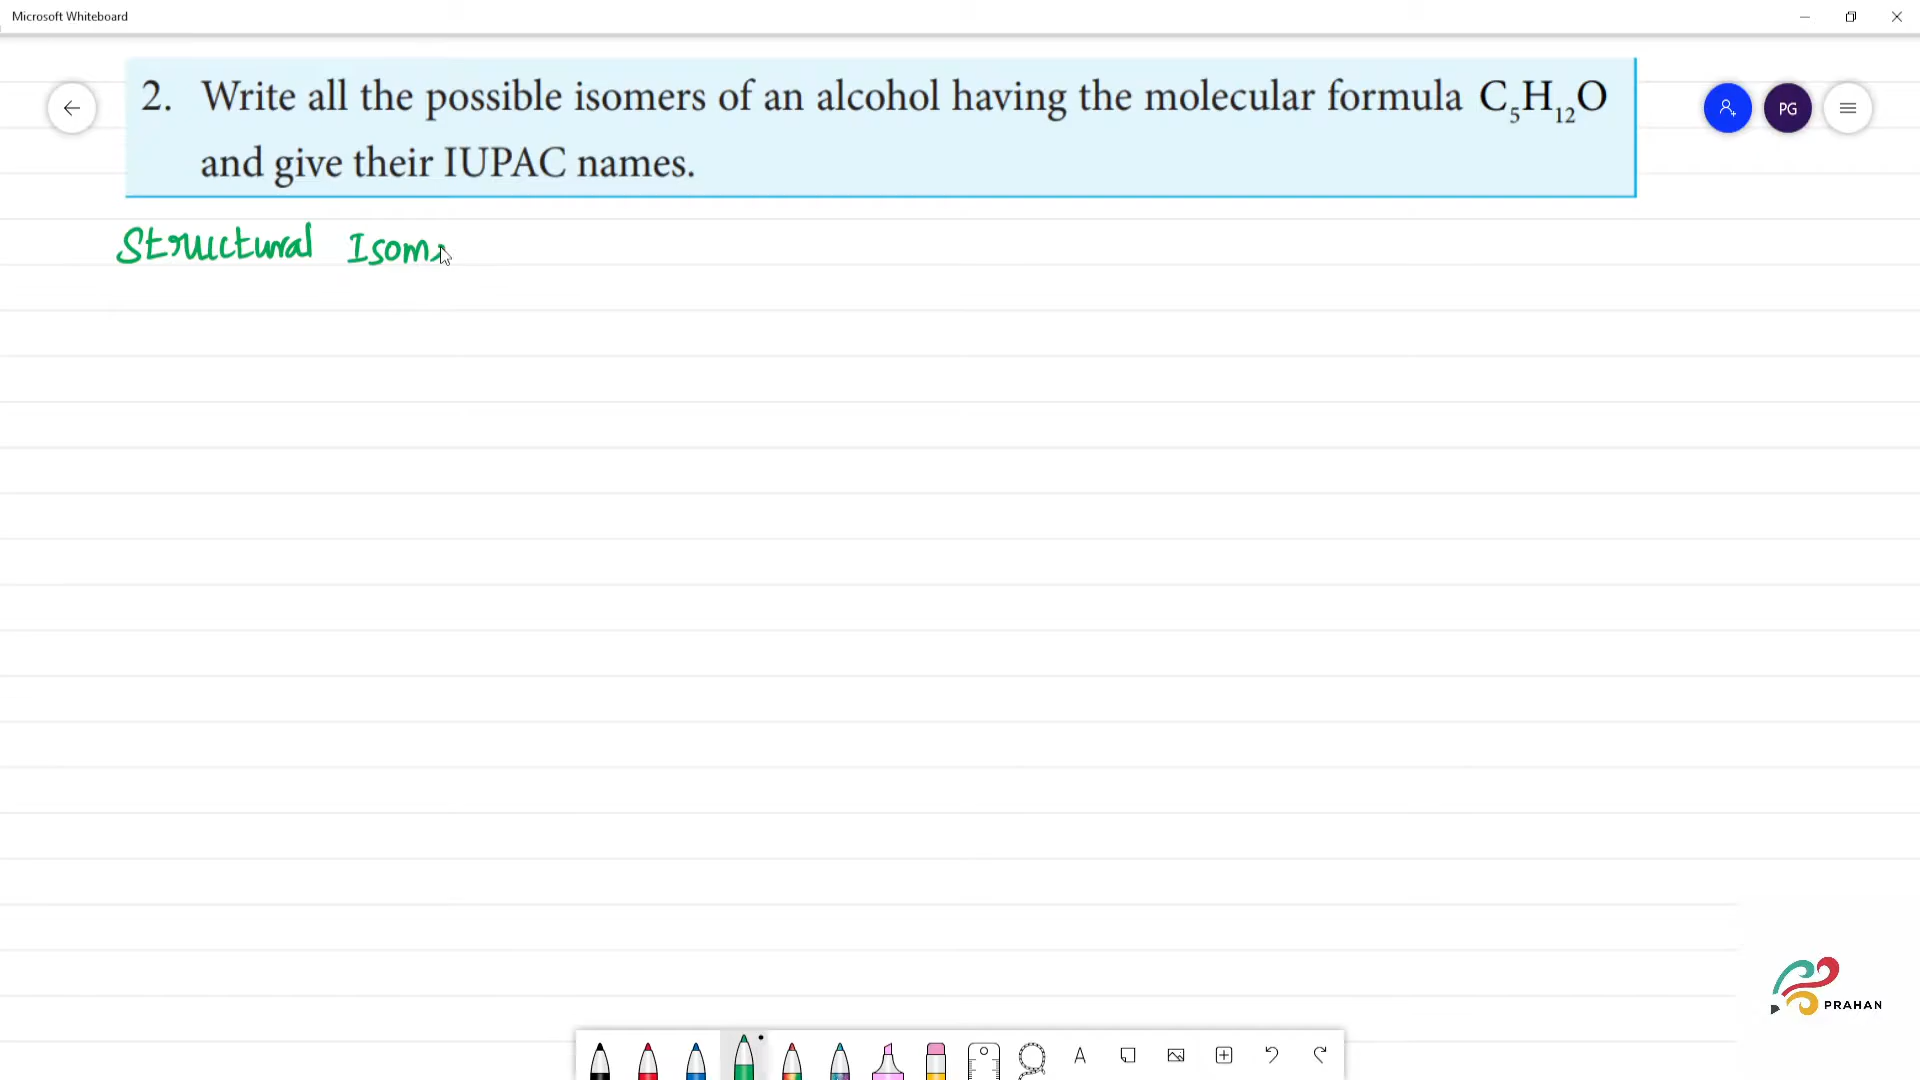 Microsoft Whiteboard
2. Write all the possible isomers of an alcohol having the molecular formula C₅H₁₂O
and give their IUPAC names.
PG
Structural Isom
A
PRAHAN